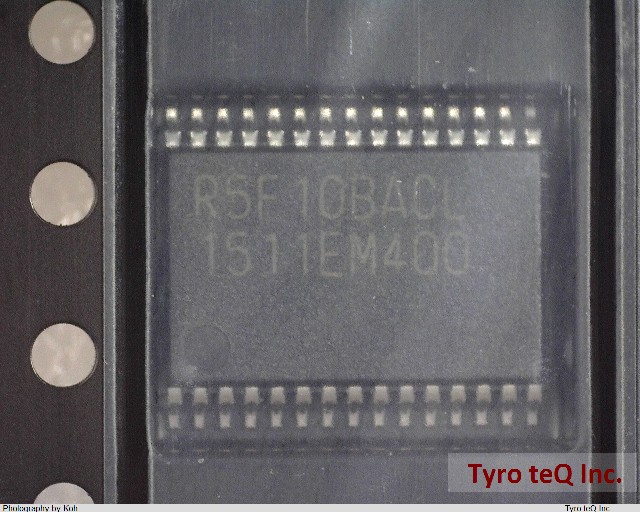 R5F10BACL
1511EM400
Tyro teQ Inc.
Photography by Koh
Tyro teQ Inc.